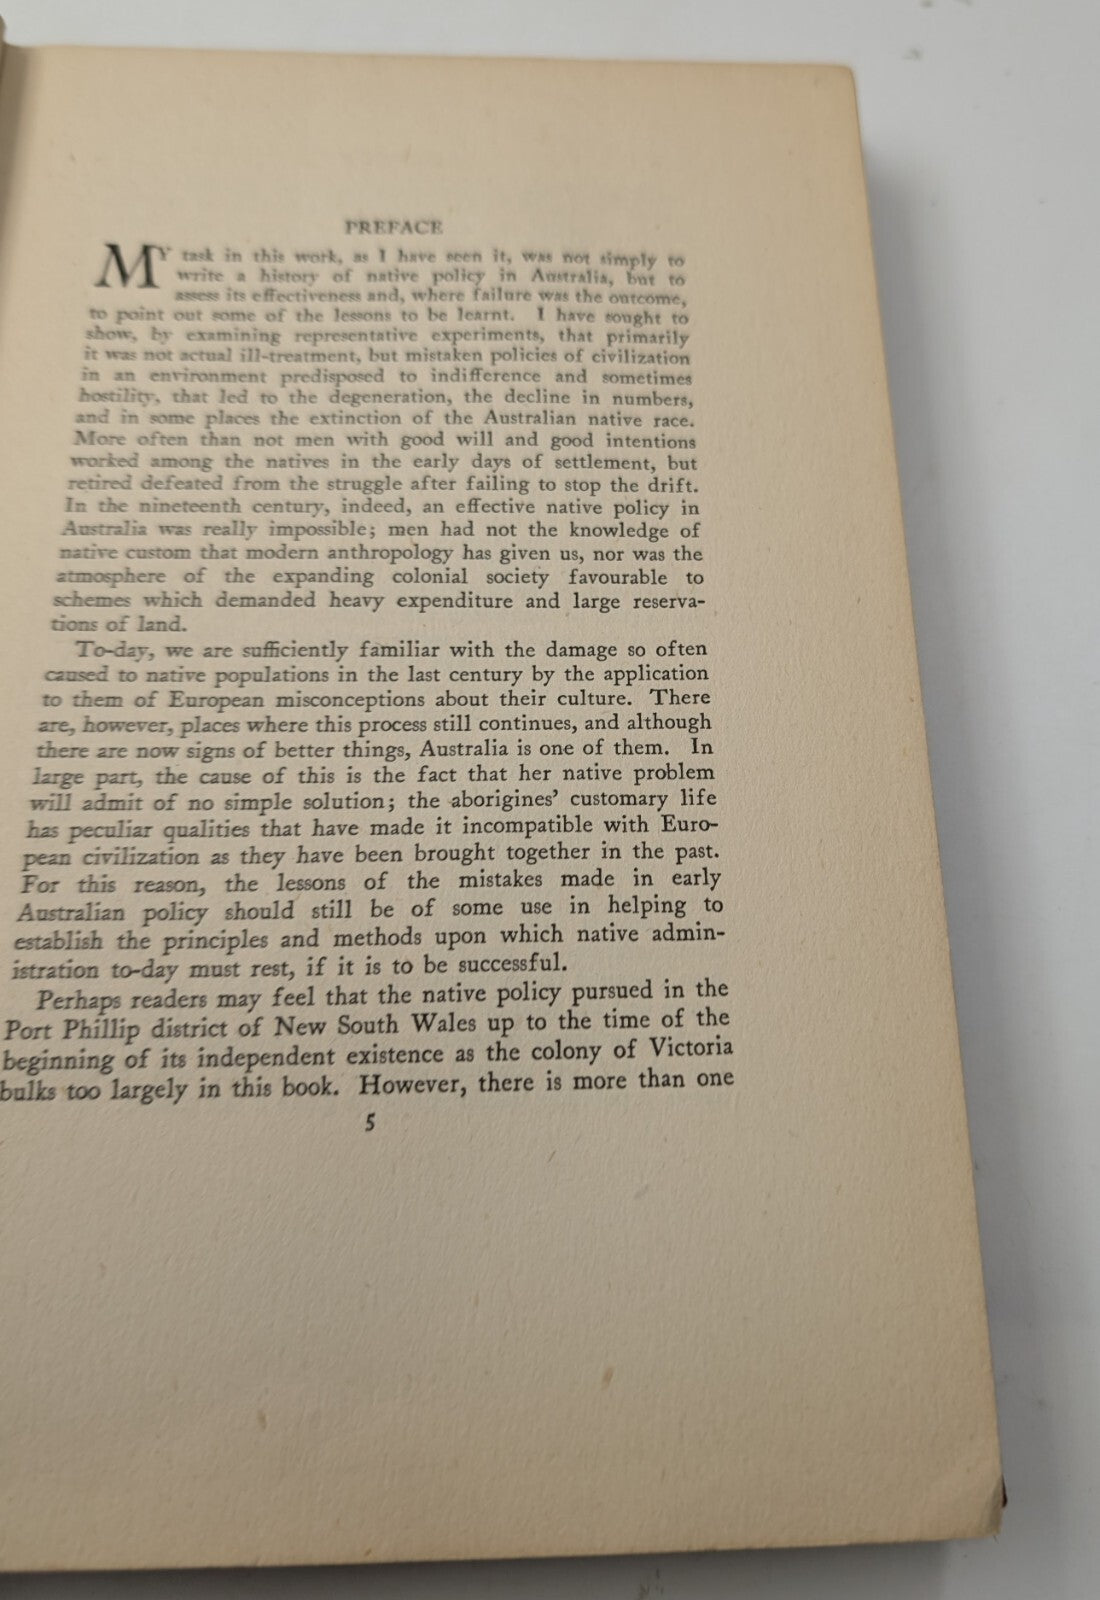 PREFACE
MY task in this work, as I have seen it, was not simply to
write a history of native policy in Australia, but to
assess its effectiveness and, where failure was the outcome,
to point out some of the lessons to be learnt. I have sought to
show, by examining representative experiments, that primarily
it was not actual ill-treatment, but mistaken policies of civilization
in an environment predisposed to indifference and sometimes
hostility, that led to the degeneration, the decline in numbers,
and in some places the extinction of the Australian native race.
More often than not men with good will and good intentions
worked among the natives in the early days of settlement, but
retired defeated from the struggle after failing to stop the drift.
In the nineteenth century, indeed, an effective native policy in
Australia was really impossible; men had not the knowledge of
native custom that modern anthropology has given us, nor was the
atmosphere of the expanding colonial society favourable to
schemes which demanded heavy expenditure and large reserva-
tions of land.
To-day, we are sufficiently familiar with the damage so often
caused to native populations in the last century by the application
to them of European misconceptions about their culture. There
are, however, places where this process still continues, and although
there are now signs of better things, Australia is one of them. In
large part, the cause of this is the fact that her native problem
will admit of no simple solution; the aborigines' customary life
has peculiar qualities that have made it incompatible with Euro-
pean civilization as they have been brought together in the past.
For this reason, the lessons of the mistakes made in early
Australian policy should still be of some use in helping to
establish the principles and methods upon which native admin-
istration to-day must rest, if it is to be successful.
Perhaps readers may feel that the native policy pursued in the
Port Phillip district of New South Wales up to the time of the
beginning of its independent existence as the colony of Victoria
bulks too largely in this book. However, there is more than one
5